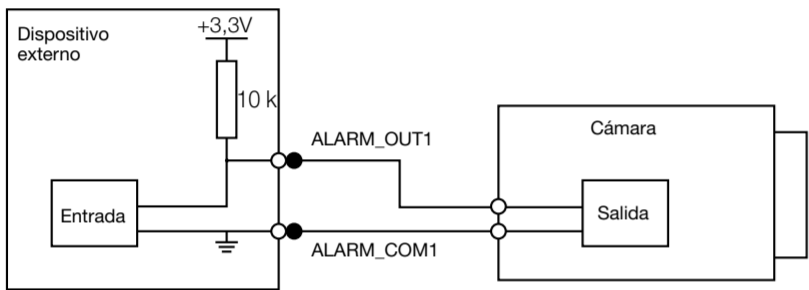 Dispositivo
externo
+3,3V
10 k
ALARM_OUT1
Cámara
Entrada
Salida
ALARM_COM1